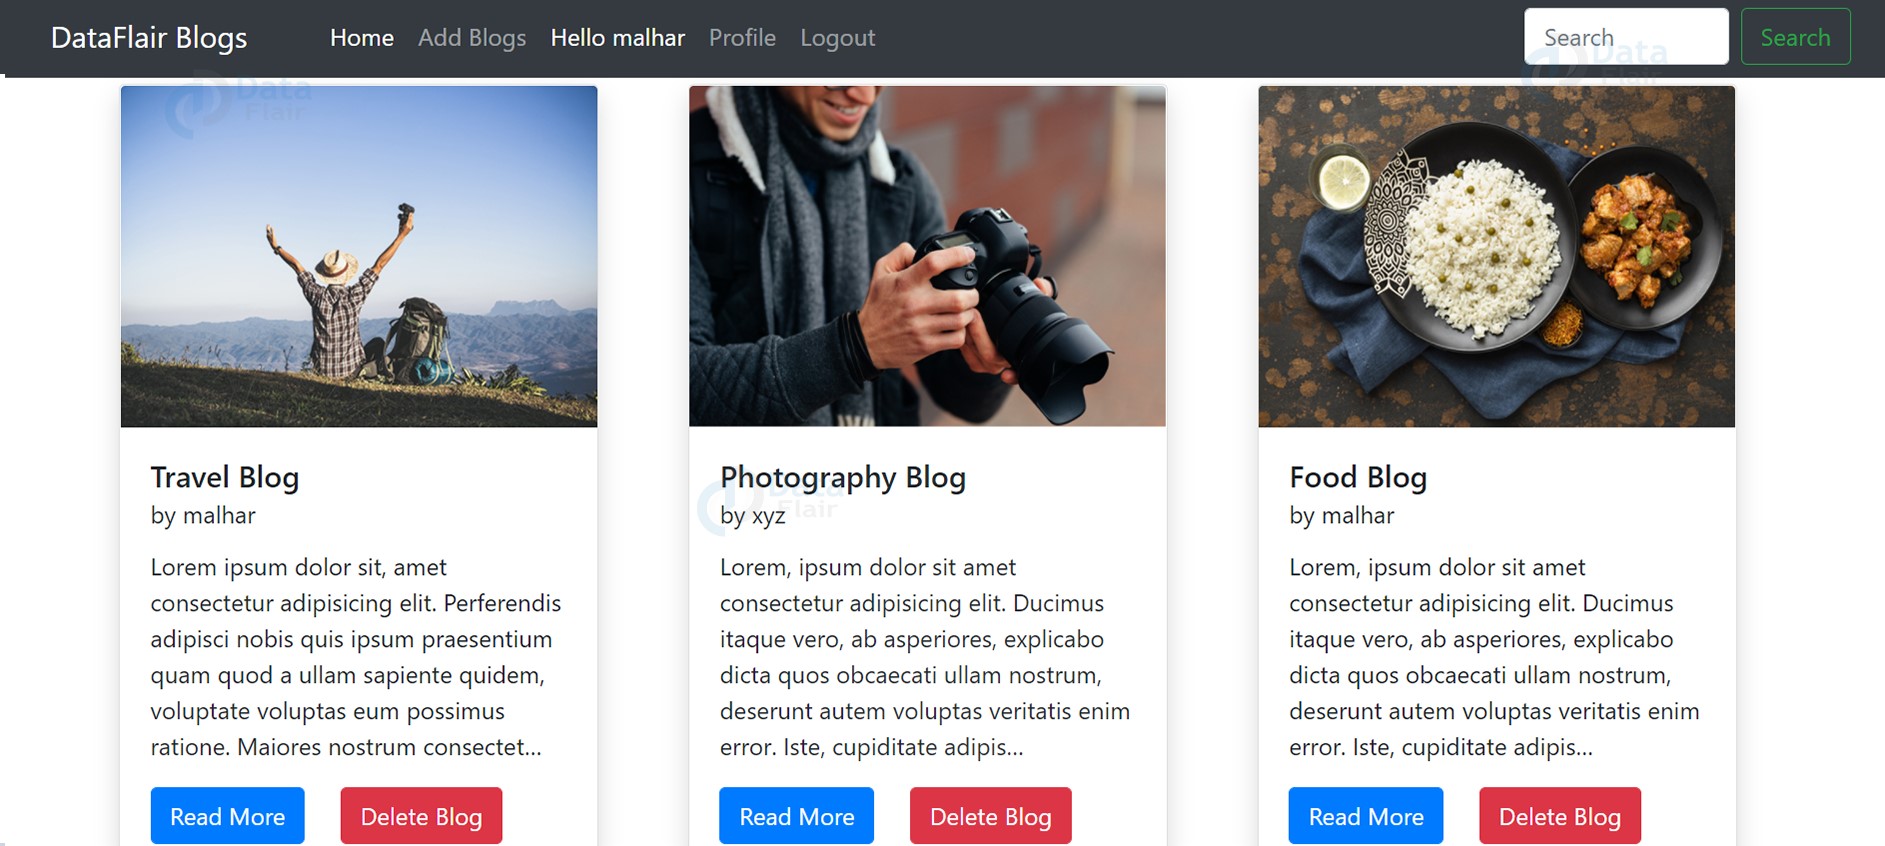 DataFlair Blogs Home Add Blogs Hello malhar Profile Logout Search Search
Data
Flair
Data
Flair
Travel Blog
by malhar
Lorem ipsum dolor sit, amet
consectetur adipisicing elit. Perferendis
adipisci nobis quis ipsum praesentium
quam quod a ullam sapiente quidem,
voluptate voluptas eum possimus
ratione. Maiores nostrum consectet...
Read More Delete Blog
Photography Blog
by xyz
Data
Flair
Lorem, ipsum dolor sit amet
consectetur adipisicing elit. Ducimus
itaque vero, ab asperiores, explicabo
dicta quos obcaecati ullam nostrum,
deserunt autem voluptas veritatis enim
error. Iste, cupiditate adipis...
Read More Delete Blog
Food Blog
by malhar
Lorem, ipsum dolor sit amet
consectetur adipisicing elit. Ducimus
itaque vero, ab asperiores, explicabo
dicta quos obcaecati ullam nostrum,
deserunt autem voluptas veritatis enim
error. Iste, cupiditate adipis...
Read More Delete Blog